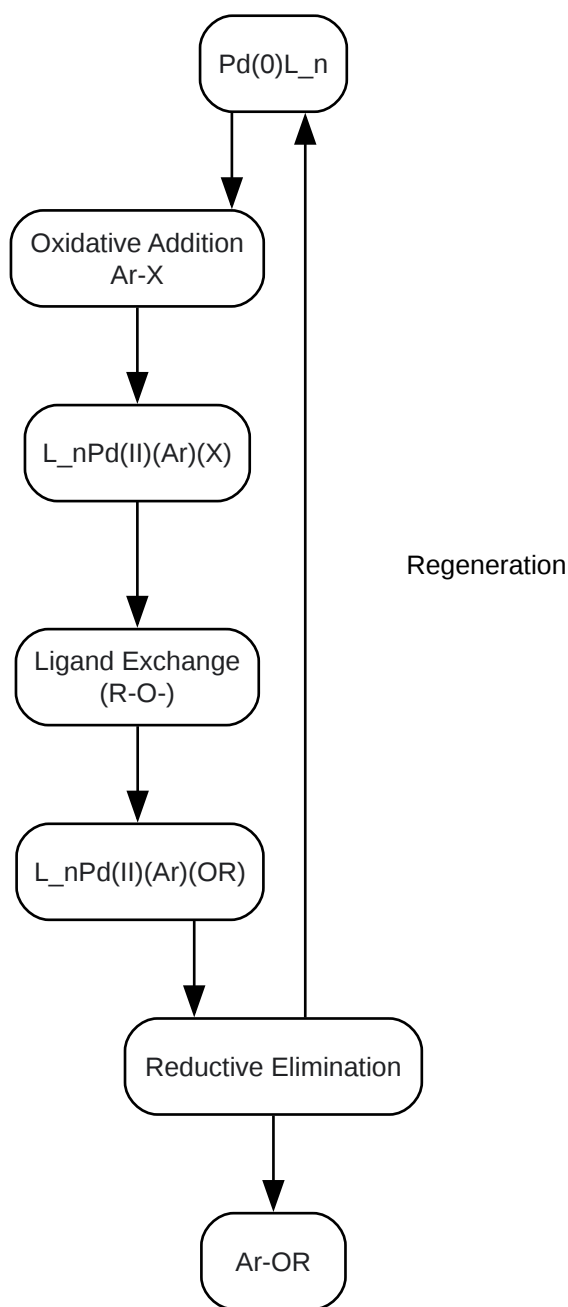 Pd(0)L_n
Oxidative Addition
Ar-X
L_nPd(II)(Ar)(X)
Regeneration
Ligand Exchange
(R-O-)
L_nPd(II)(Ar)(OR)
Reductive Elimination
Ar-OR